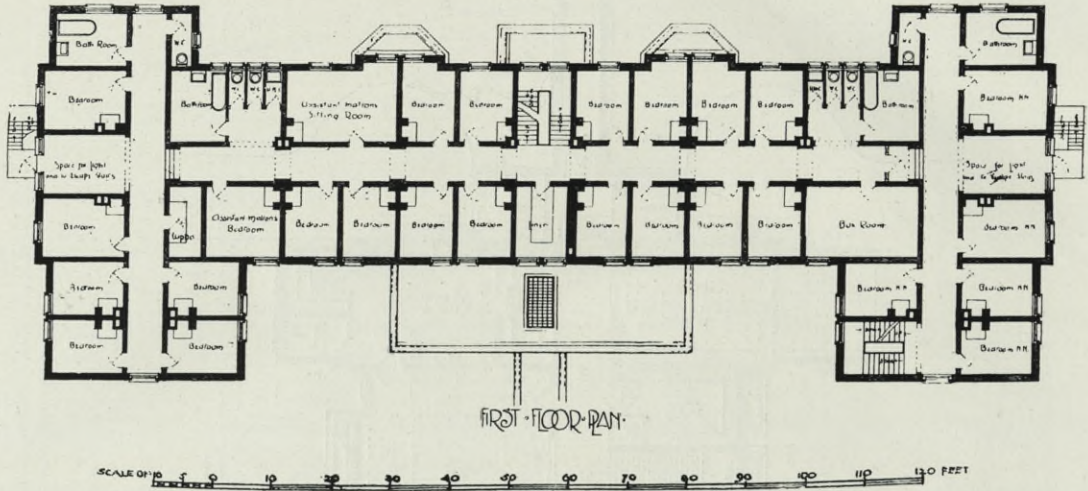 Bath Room
W.C
Bathroom
Bedroom
Bathroom
W.C
W.C
Assistant Matrons
Sitting Room
Bedroom
Bedroom
Bedroom
Bedroom
Bedroom
Bedroom
W.C
W.C
Bathroom
Bedroom
Space for light
Space for light
Bedroom
Assistant Matrons
Bedroom
Bedroom
Bedroom
Bedroom
Bedroom
Bedroom
Bedroom
Bedroom
Bedroom
Box Room
Bedroom
Bedroom
Bedroom
Bedroom
Bedroom
Bedroom
Bedroom
Bedroom
FIRST·FLOOR·PLAN·
SCALE OF 10 5 0 10 20 30 40 50 60 70 80 90 100 110 120 FEET